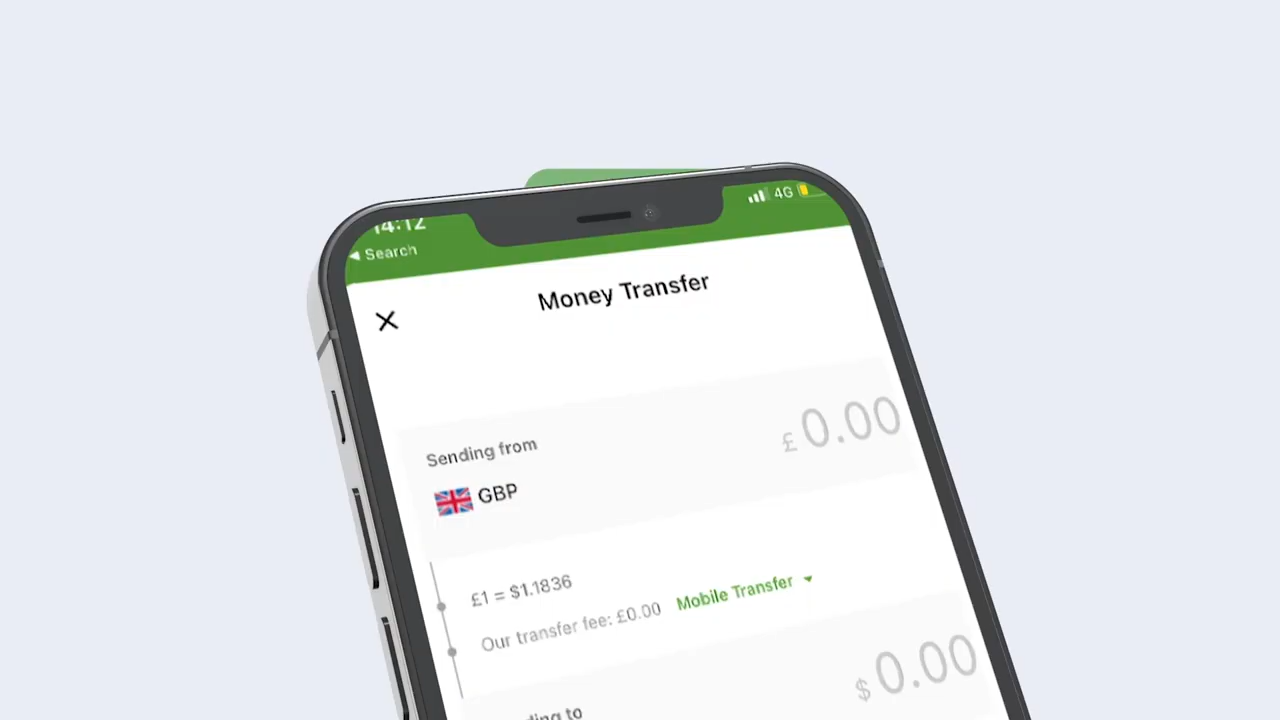 14:12
4G
◀ Search
Money Transfer
Sending from
£0.00
GBP
£1 = $1.1836
Our transfer fee: £0.00 Mobile Transfer
$0.00
to